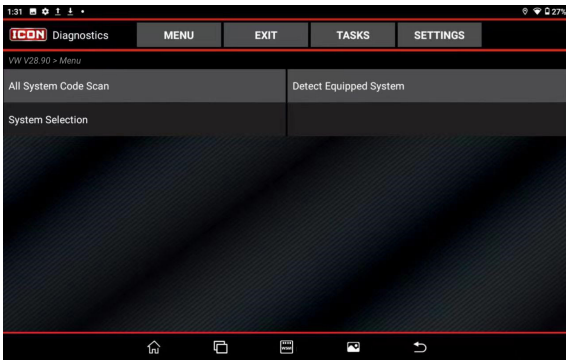 1:31 27%
ICON Diagnostics MENU EXIT TASKS SETTINGS
VW V28.90 > Menu
All System Code Scan Detect Equipped System
System Selection